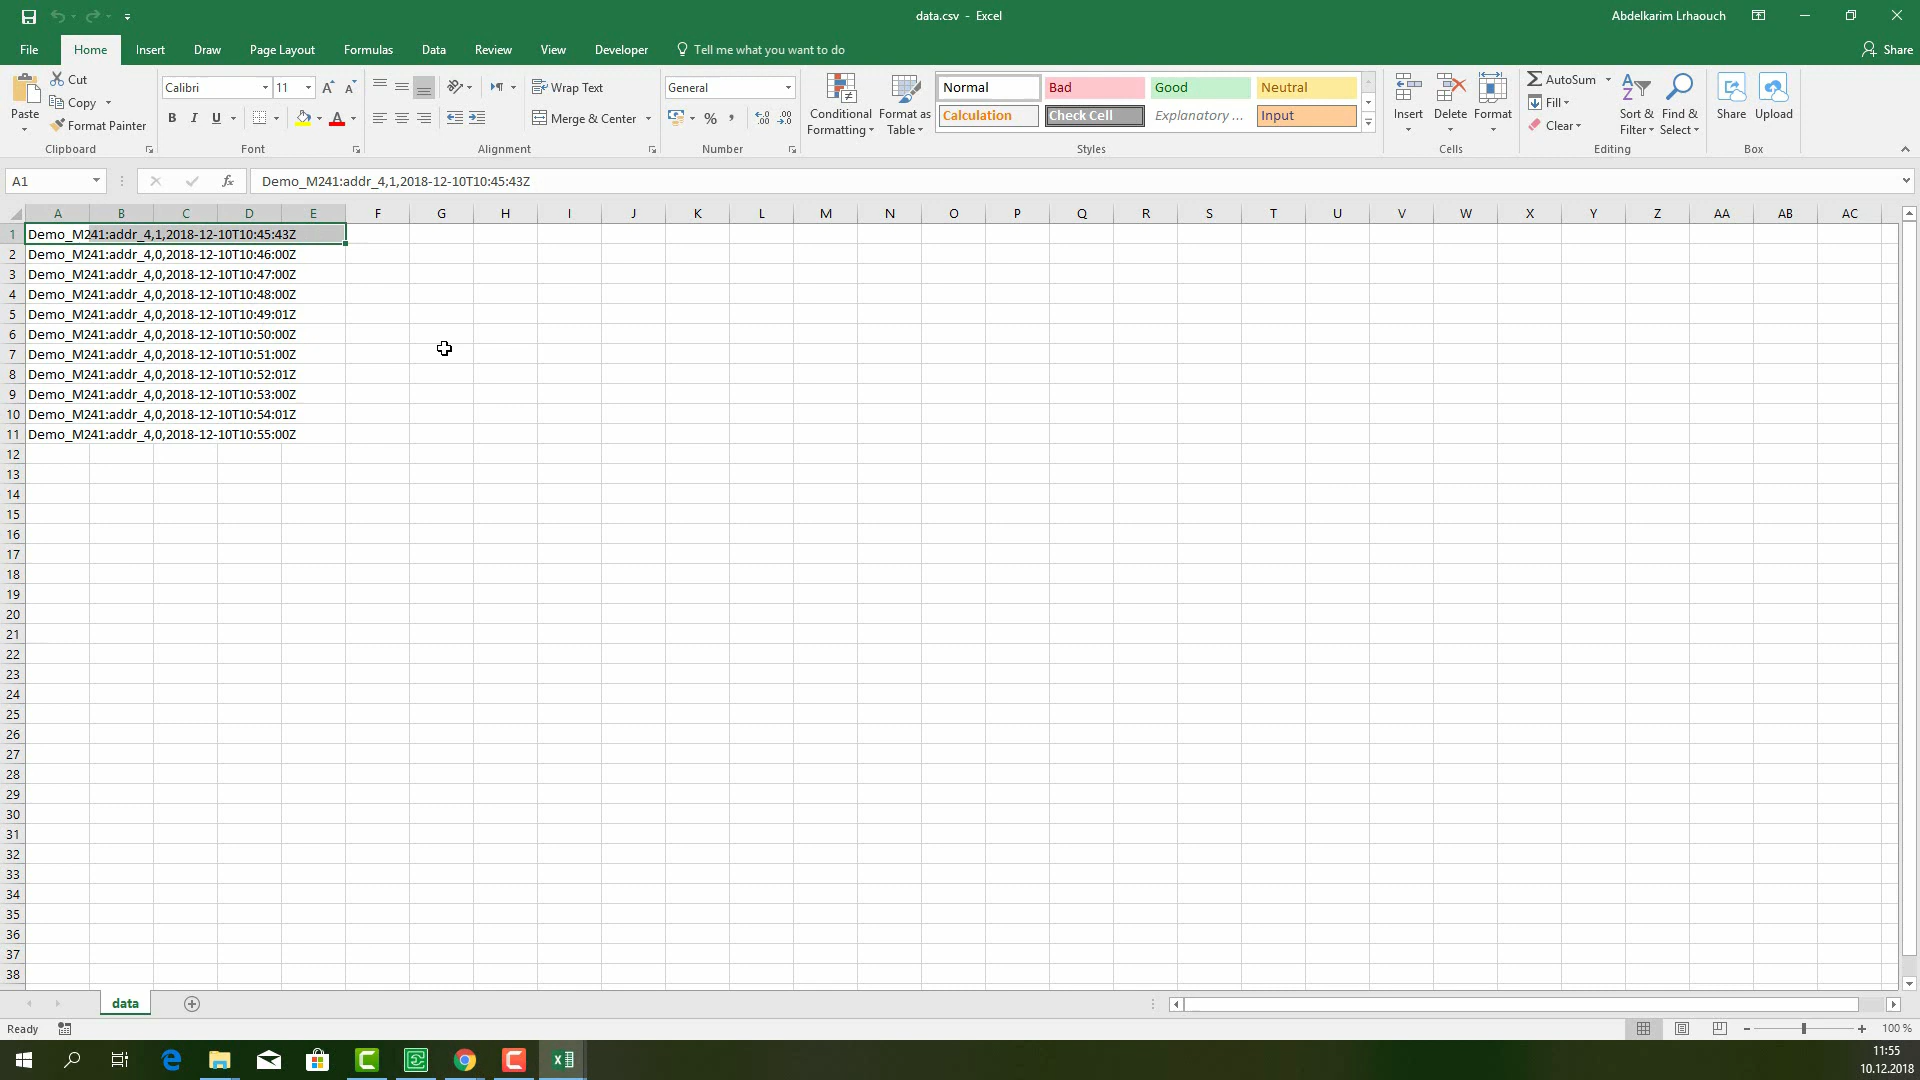 data.csv - Excel
Abdelkarim Lrhaouch
File Home Insert Draw Page Layout Formulas Data Review View Developer Tell me what you want to do Share
Paste
Cut
Copy
Format Painter
Clipboard
Calibri 11
B I U
Font
Wrap Text
Merge & Center
Alignment
General
%
Number
Conditional Formatting
Format as Table
Normal Bad Good Neutral
Calculation Check Cell Explanatory ... Input
Styles
Insert Delete Format
Cells
AutoSum
Fill
Clear
Sort & Filter
Find & Select
Editing
Share Upload
Box
A1 fx Demo_M241:addr_4,1,2018-12-10T10:45:43Z
A B C D E F G H I J K L M N O P Q R S T U V W X Y Z AA AB AC
1 Demo_M241:addr_4,1,2018-12-10T10:45:43Z
2 Demo_M241:addr_4,0,2018-12-10T10:46:00Z
3 Demo_M241:addr_4,0,2018-12-10T10:47:00Z
4 Demo_M241:addr_4,0,2018-12-10T10:48:00Z
5 Demo_M241:addr_4,0,2018-12-10T10:49:01Z
6 Demo_M241:addr_4,0,2018-12-10T10:50:00Z
7 Demo_M241:addr_4,0,2018-12-10T10:51:00Z
8 Demo_M241:addr_4,0,2018-12-10T10:52:01Z
9 Demo_M241:addr_4,0,2018-12-10T10:53:00Z
10 Demo_M241:addr_4,0,2018-12-10T10:54:01Z
11 Demo_M241:addr_4,0,2018-12-10T10:55:00Z
12
13
14
15
16
17
18
19
20
21
22
23
24
25
26
27
28
29
30
31
32
33
34
35
36
37
38
data
Ready
100 %
11:55
10.12.2018